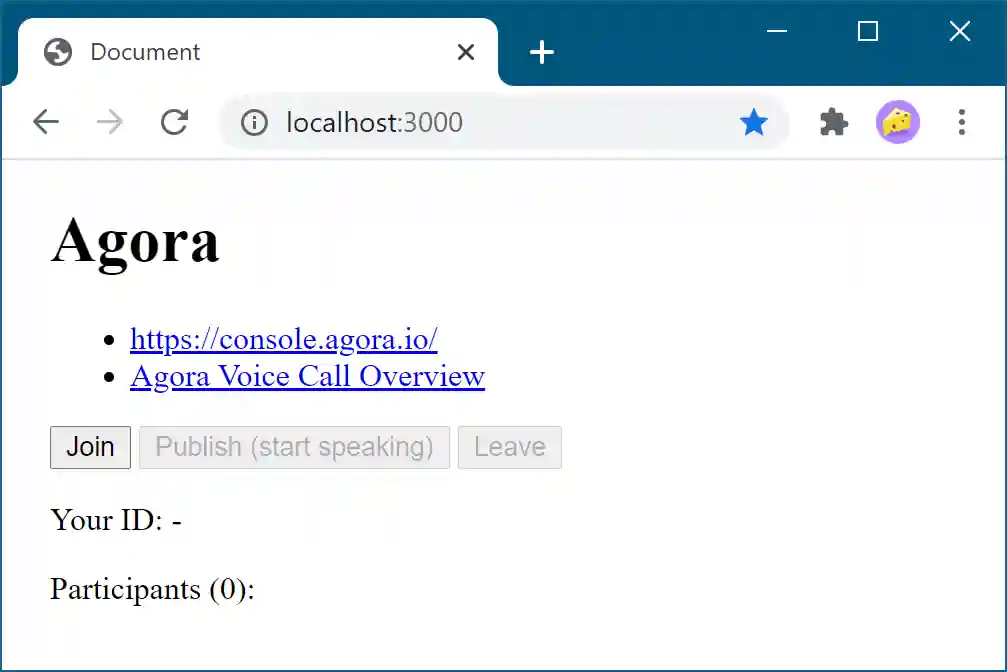 Document
localhost:3000
Agora
https://console.agora.io/
Agora Voice Call Overview
Join Publish (start speaking) Leave
Your ID: -
Participants (0):